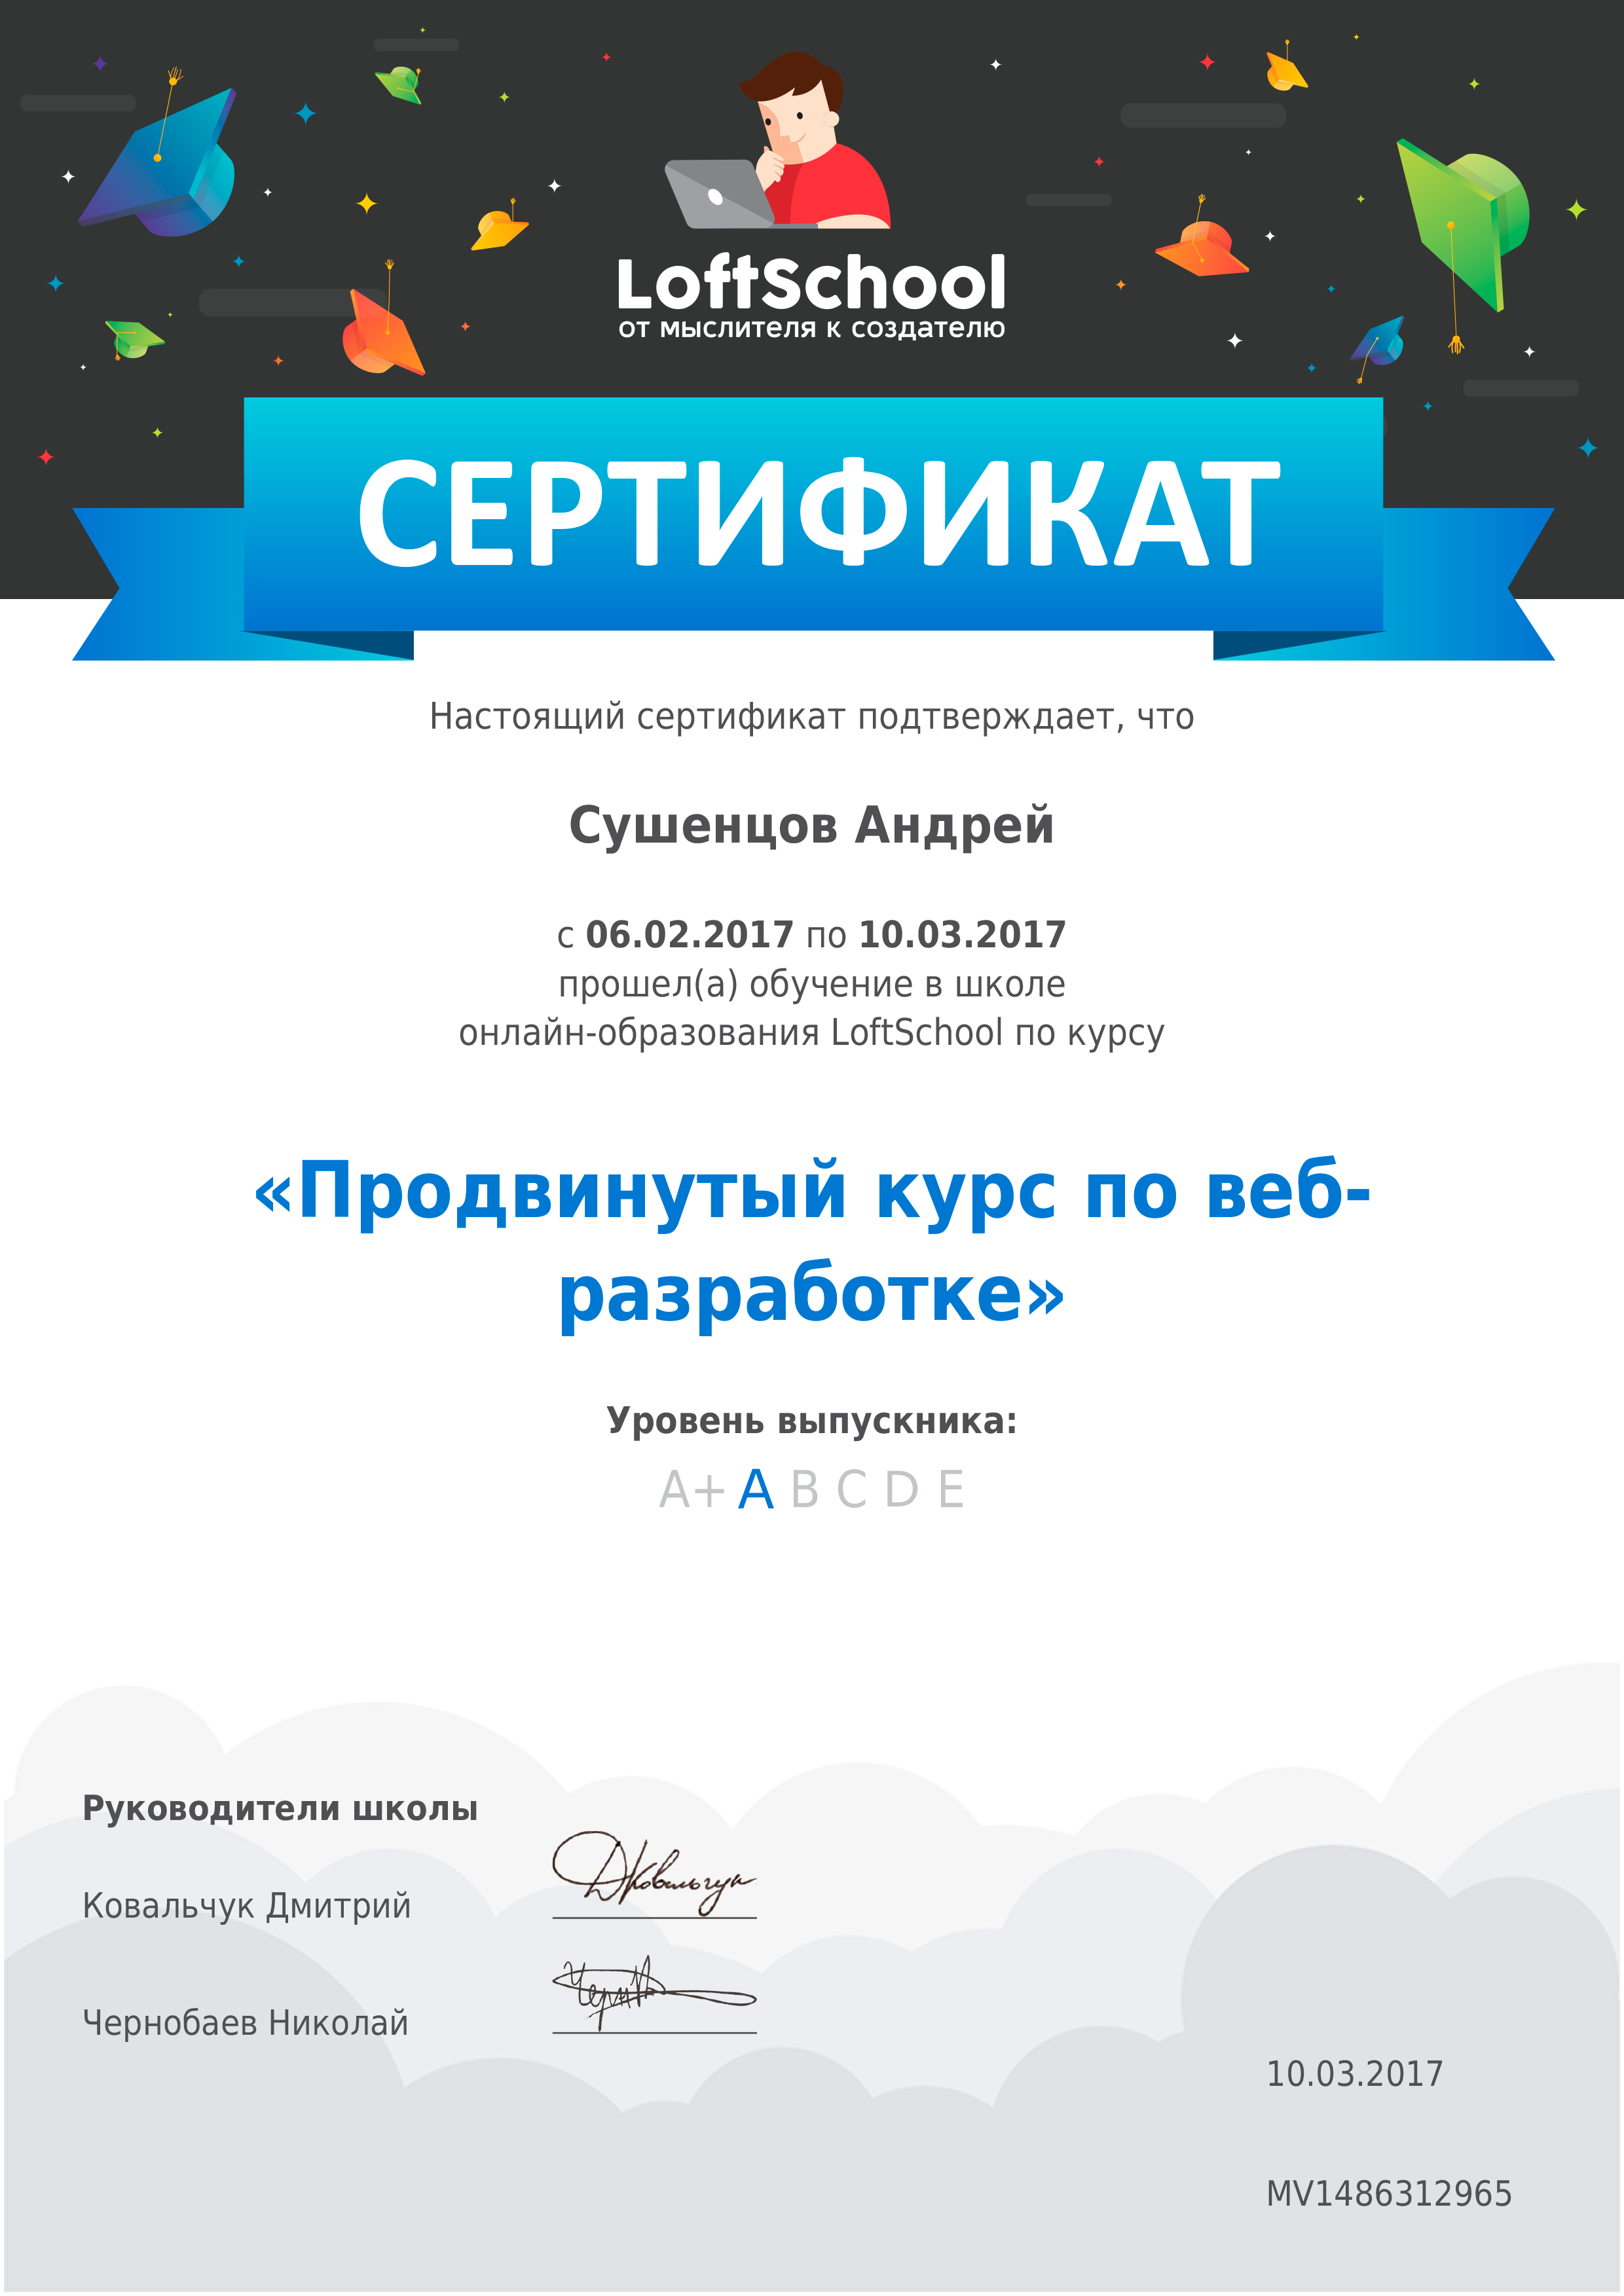 LoftSchool
от мыслителя к создателю
СЕРТИФИКАТ
Настоящий сертификат подтверждает, что
Сушенцов Андрей
с 06.02.2017 по 10.03.2017
прошел(а) обучение в школе
онлайн-образования LoftSchool по курсу
«Продвинутый курс по веб-
разработке»
Уровень выпускника:
A+ A B C D E
Руководители школы
Ковальчук Дмитрий
Чернобаев Николай
10.03.2017
MV1486312965